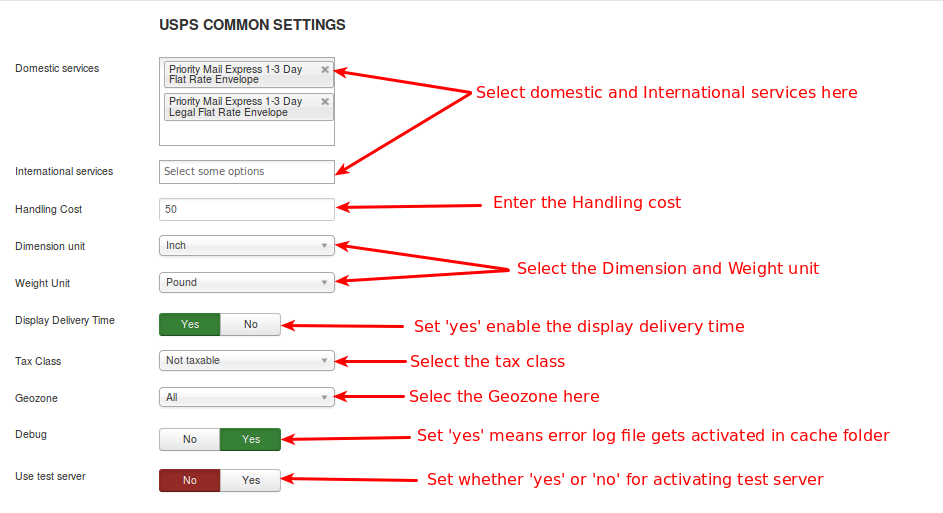 USPS COMMON SETTINGS
Domestic services
Priority Mail Express 1-3 Day
Flat Rate Envelope
Priority Mail Express 1-3 Day
Legal Flat Rate Envelope
Select domestic and International services here
International services
Select some options
Handling Cost
50
Enter the Handling cost
Dimension unit
Inch
Select the Dimension and Weight unit
Weight Unit
Pound
Display Delivery Time
Yes No
Set 'yes' enable the display delivery time
Tax Class
Not taxable
Select the tax class
Geozone
All
Selec the Geozone here
Debug
No Yes
Set 'yes' means error log file gets activated in cache folder
Use test server
No Yes
Set whether 'yes' or 'no' for activating test server